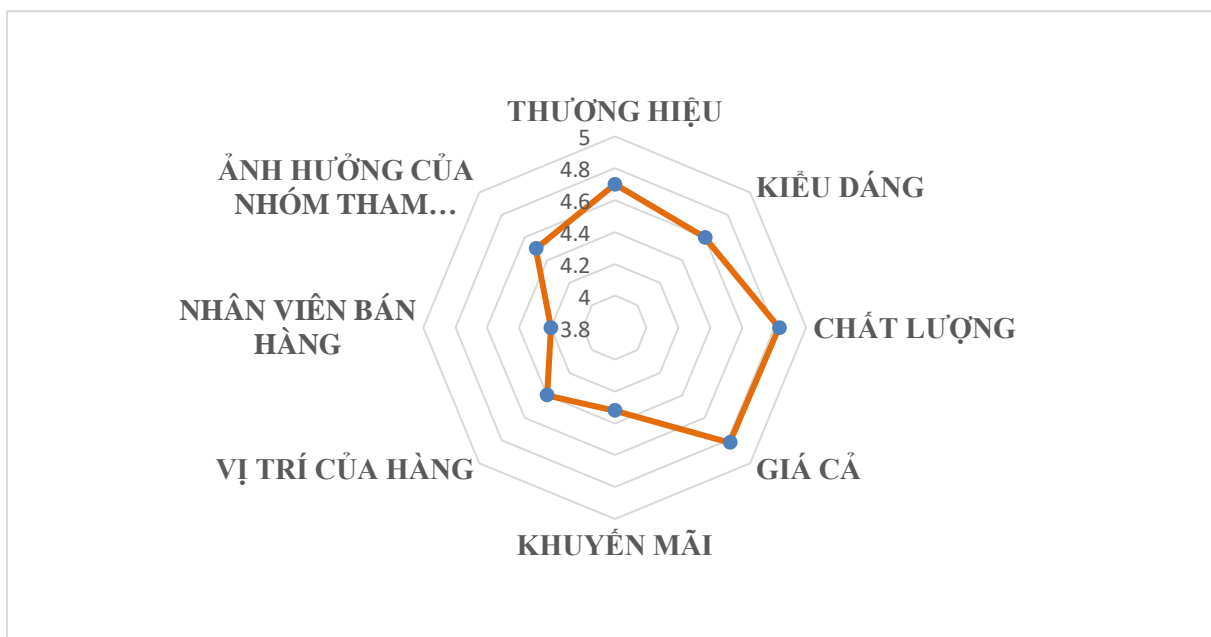 THƯƠNG HIỆU
5
4.8
4.6
4.4
4.2
4
3.8
KIỂU DÁNG
CHẤT LƯỢNG
GIÁ CẢ
KHUYẾN MÃI
VỊ TRÍ CỦA HÀNG
NHÂN VIÊN BÁN
HÀNG
ẢNH HƯỞNG CỦA
NHÓM THAM…